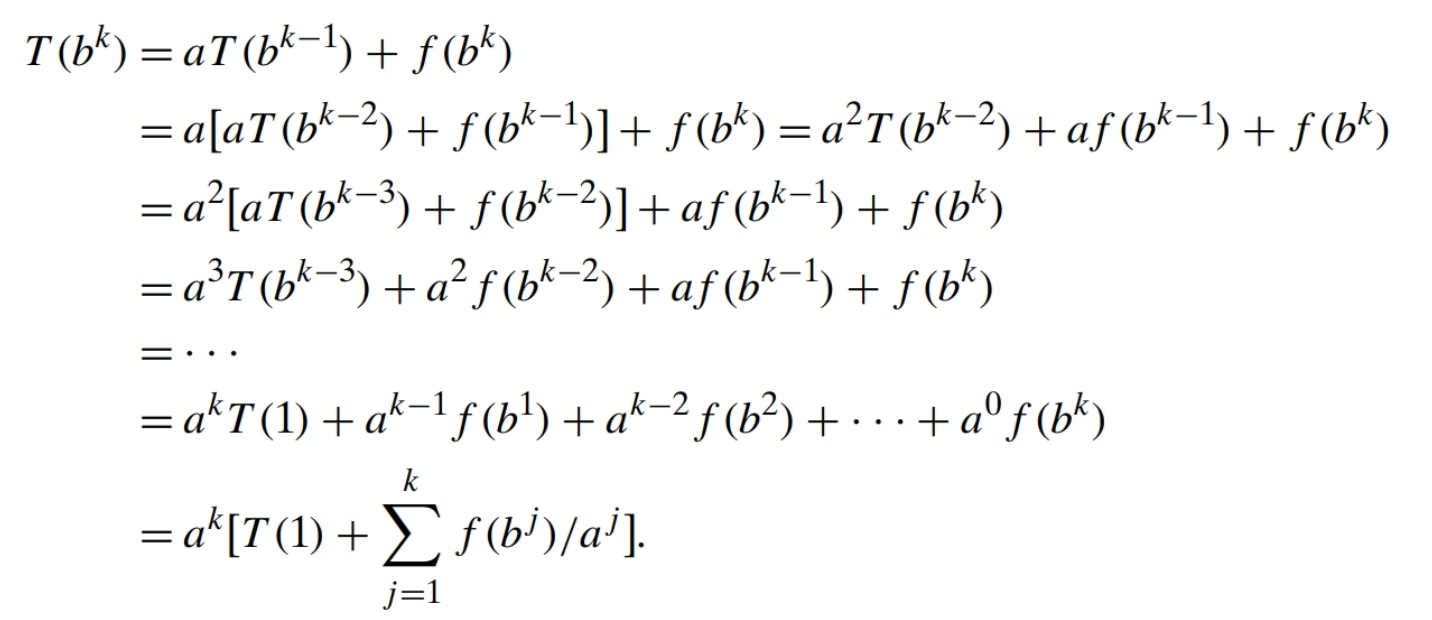 T(b^k) = aT(b^{k−1}) + f(b^k)
= a[aT(b^{k−2}) + f(b^{k−1})] + f(b^k) = a^2T(b^{k−2}) + af(b^{k−1}) + f(b^k)
= a^2[aT(b^{k−3}) + f(b^{k−2})] + af(b^{k−1}) + f(b^k)
= a^3T(b^{k−3}) + a^2f(b^{k−2}) + af(b^{k−1}) + f(b^k)
= · · ·
= a^kT(1) + a^{k−1}f(b^1) + a^{k−2}f(b^2) + · · · + a^0f(b^k)
= a^k[T(1) + \sum_{j=1}^{k} f(b^j)/a^j].